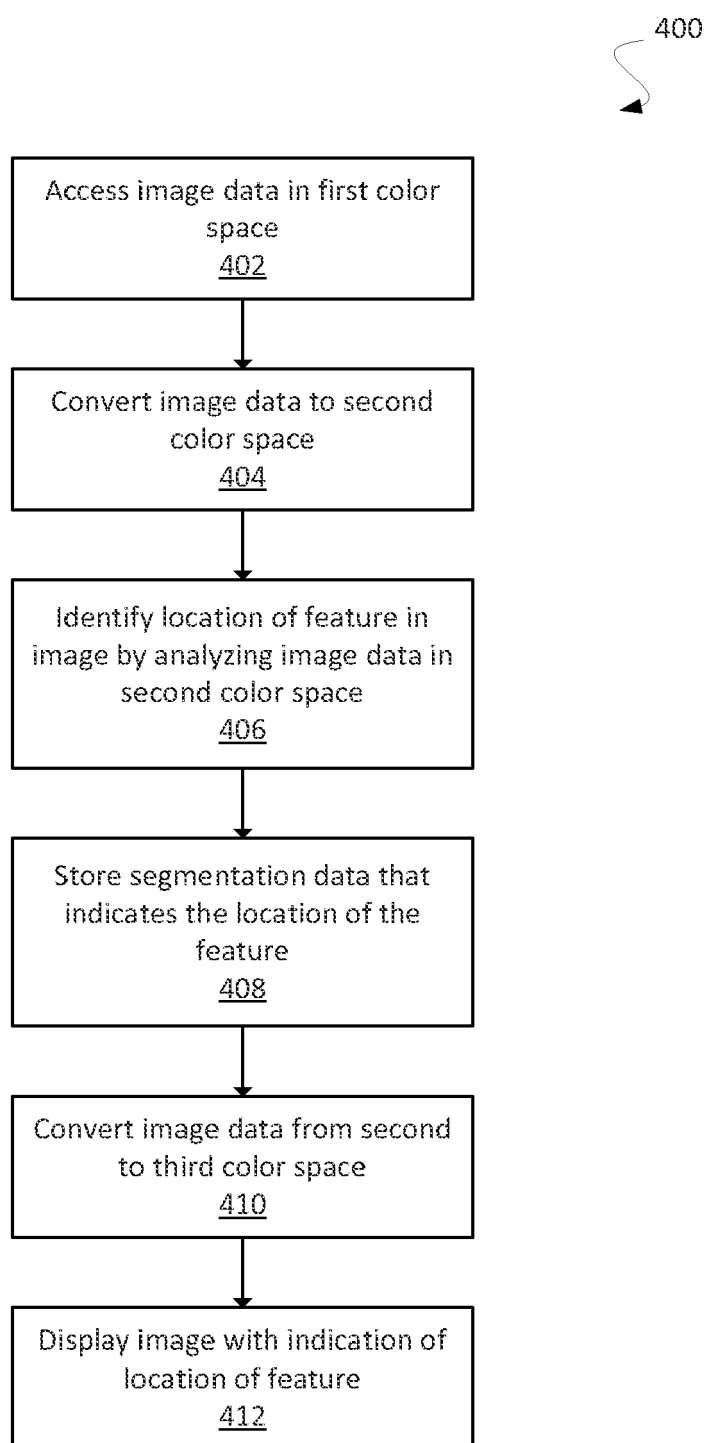 400
Access image data in first color
space
402
Convert image data to second
color space
404
Identify location of feature in
image by analyzing image data in
second color space
406
Store segmentation data that
indicates the location of the
feature
408
Convert image data from second
to third color space
410
Display image with indication of
location of feature
412